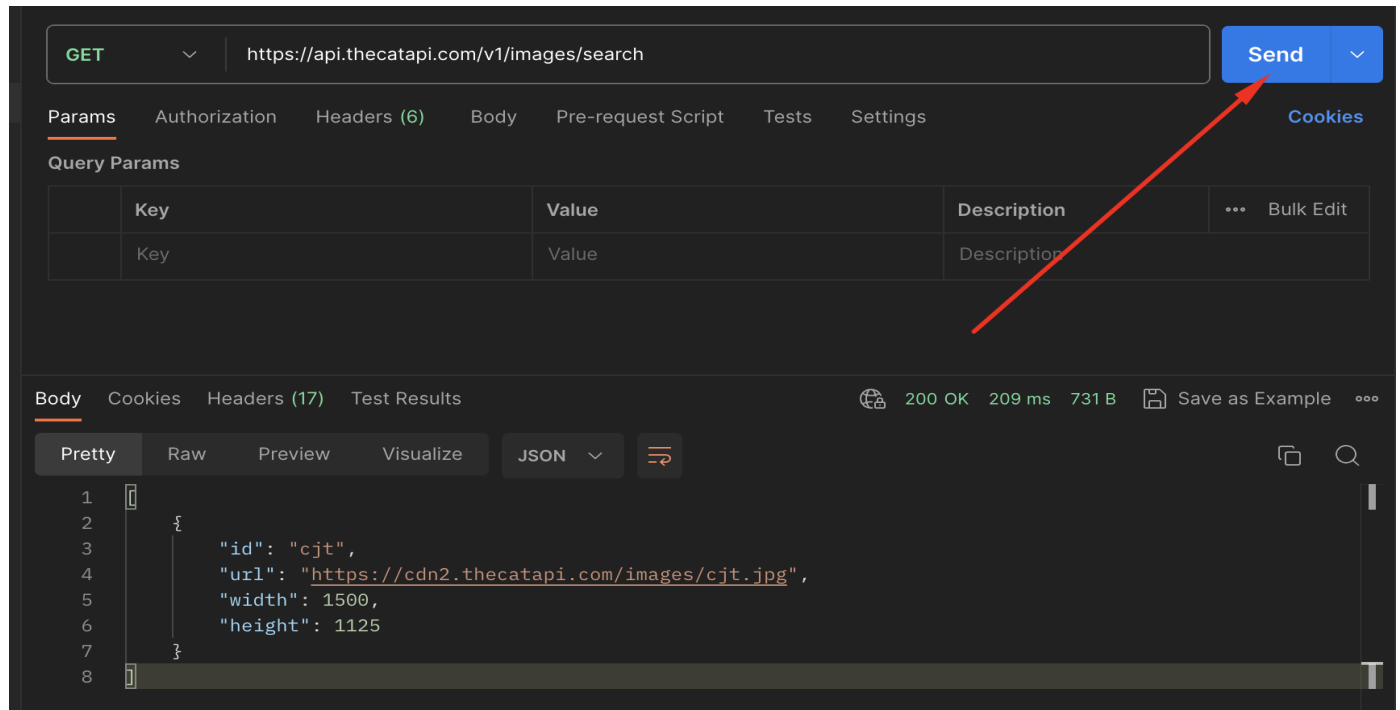 GET https://api.thecatapi.com/v1/images/search Send
Params Authorization Headers (6) Body Pre-request Script Tests Settings Cookies
Query Params
Key Value Description Bulk Edit
Key Value Description
Body Cookies Headers (17) Test Results 200 OK 209 ms 731 B Save as Example
Pretty Raw Preview Visualize JSON
1 [
2 {
3 "id": "cjt",
4 "url": "https://cdn2.thecatapi.com/images/cjt.jpg",
5 "width": 1500,
6 "height": 1125
7 }
8 ]